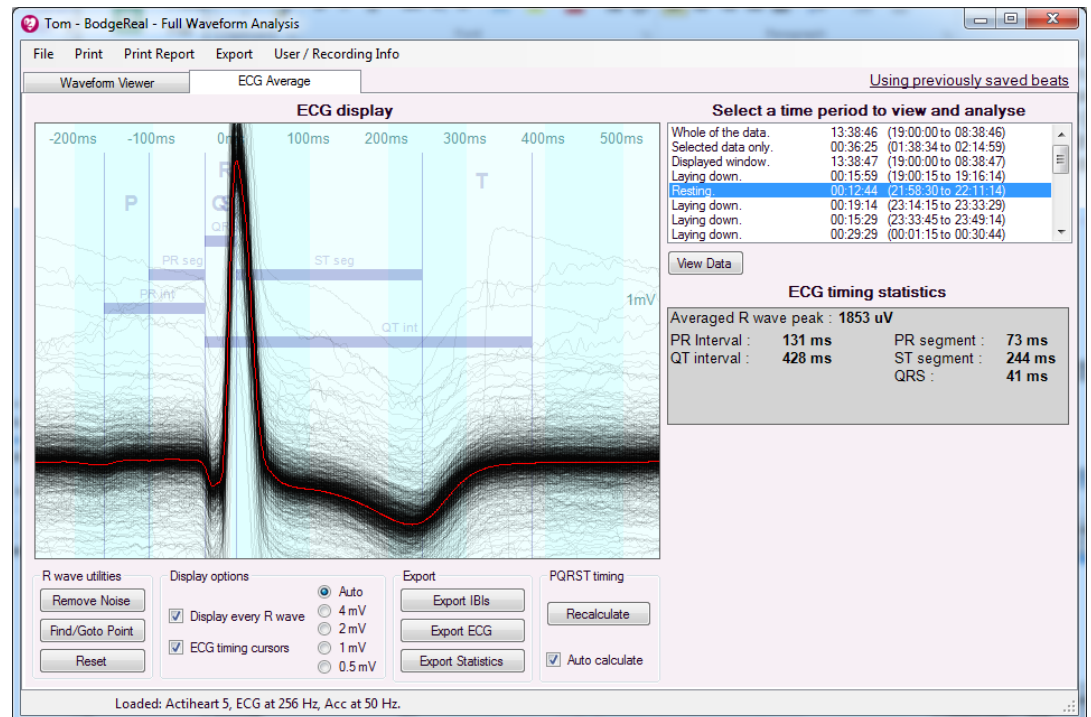 Tom - BodgeReal - Full Waveform Analysis
File Print Print Report Export User / Recording Info
Waveform Viewer ECG Average Using previously saved beats
ECG display
-200ms -100ms 0ms 100ms 200ms 300ms 400ms 500ms
R
T
P
QRS
PR seg ST seg
PR int
1mV
QT int
Select a time period to view and analyse
Whole of the data. 13:38:46 (19:00:00 to 08:38:46)
Selected data only. 00:36:25 (01:38:34 to 02:14:59)
Displayed window. 13:38:47 (19:00:00 to 08:38:47)
Laying down. 00:15:59 (19:00:15 to 19:16:14)
Resting. 00:12:44 (21:58:30 to 22:11:14)
Laying down. 00:19:14 (23:14:15 to 23:33:29)
Laying down. 00:15:29 (23:33:45 to 23:49:14)
Laying down. 00:29:29 (00:01:15 to 00:30:44)
View Data
ECG timing statistics
Averaged R wave peak : 1853 uV
PR Interval : 131 ms PR segment : 73 ms
QT interval : 428 ms ST segment : 244 ms
QRS : 41 ms
R wave utilities
Remove Noise
Find/Goto Point
Reset
Display options
Display every R wave
ECG timing cursors
Auto
4 mV
2 mV
1 mV
0.5 mV
Export
Export IBIs
Export ECG
Export Statistics
PQRST timing
Recalculate
Auto calculate
Loaded: Actiheart 5, ECG at 256 Hz, Acc at 50 Hz.